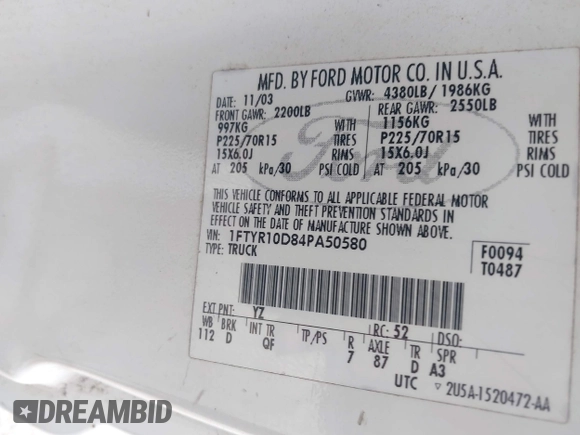 MFD. BY FORD MOTOR CO. IN U.S.A.
DATE: 11/03 GVWR: 4380LB/ 1986KG
FRONT GAWR: 2200LB REAR GAWR: 2550LB
997KG WITH 1156KG WITH
P225/70R15 TIRES P225/70R15 TIRES
15X6.0J RIMS 15X6.0J RIMS
AT 205 kPa/30 PSI COLD AT 205 kPa/30 PSI COLD
THIS VEHICLE CONFORMS TO ALL APPLICABLE FEDERAL MOTOR
VEHICLE SAFETY AND THEFT PREVENTION STANDARDS IN
EFFECT ON THE DATE OF MANUFACTURE SHOWN ABOVE.
VIN: 1FTYR10D84PA50580
TYPE: TRUCK
F0094
T0487
EXT PNT: YZ RC: 52 DSO:
WB BRK INT TR TP/PS R AXLE TR SPR
112 D QF 7 87 D A3
UTC ▽ 2U5A-1520472-AA
Ford
DREAMBID